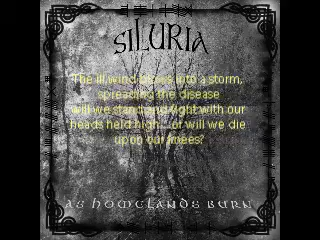 SILURIA
The ill wind blows into a storm,
spreading the disease
will we stand and fight with our
heads held high... or will we die
upon our knees?
AS HOMELANDS BURN